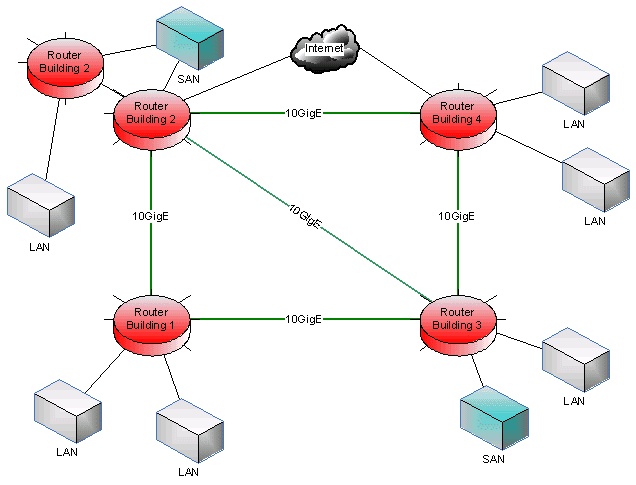 Internet
Router
Building 2
SAN
Router
Building 2
10GigE
Router
Building 4
LAN
LAN
LAN
10GigE
10GigE
10GigE
Router
Building 1
10GigE
Router
Building 3
LAN
LAN
LAN
SAN